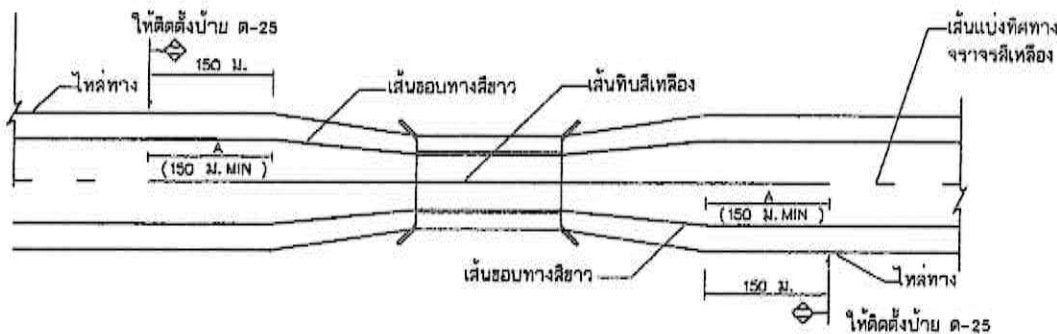 ให้ติดตั้งป้าย ต-25
150 ม.
ไหล่ทาง
เส้นขอบทางสีขาว
เส้นทึบสีเหลือง
เส้นแบ่งทิศทาง
จราจรสีเหลือง
A
(150 ม. MIN )
A
(150 ม. MIN )
เส้นขอบทางสีขาว
ไหล่ทาง
150 ม.
ให้ติดตั้งป้าย ต-25